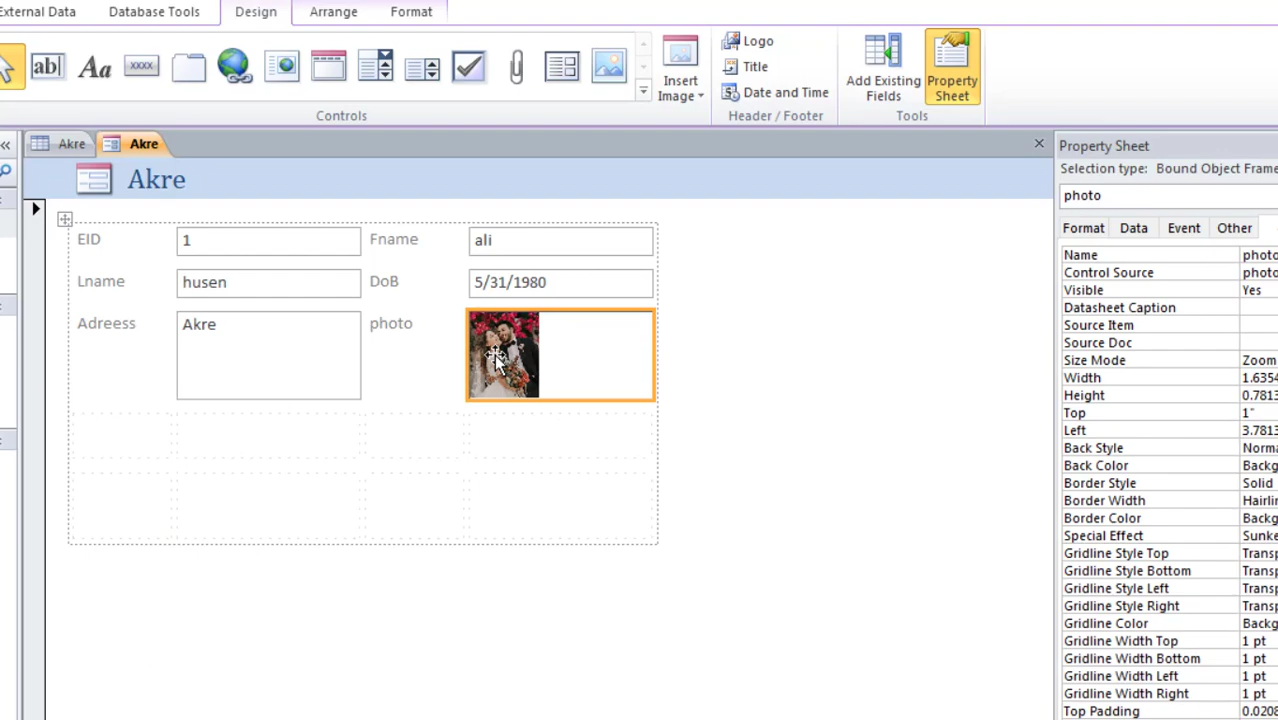 External Data Database Tools Design Arrange Format
ab Aa XXXX Insert Image Logo
Title
Date and Time
Add Existing Fields Property Sheet
Controls Header / Footer Tools
Akre Akre
Akre
EID 1 Fname ali
Lname husen DoB 5/31/1980
Adreess Akre photo
Property Sheet
Selection type: Bound Object Frame
photo
Format Data Event Other
Name photo
Control Source photo
Visible Yes
Datasheet Caption
Source Item
Source Doc
Size Mode Zoom
Width 1.6354
Height 0.7813
Top 1"
Left 3.7813
Back Style Norma
Back Color Backg
Border Style Solid
Border Width Hairlin
Border Color Backg
Special Effect Sunke
Gridline Style Top Transp
Gridline Style Bottom Transp
Gridline Style Left Transp
Gridline Style Right Transp
Gridline Color Backg
Gridline Width Top 1 pt
Gridline Width Bottom 1 pt
Gridline Width Left 1 pt
Gridline Width Right 1 pt
Top Padding 0.0208